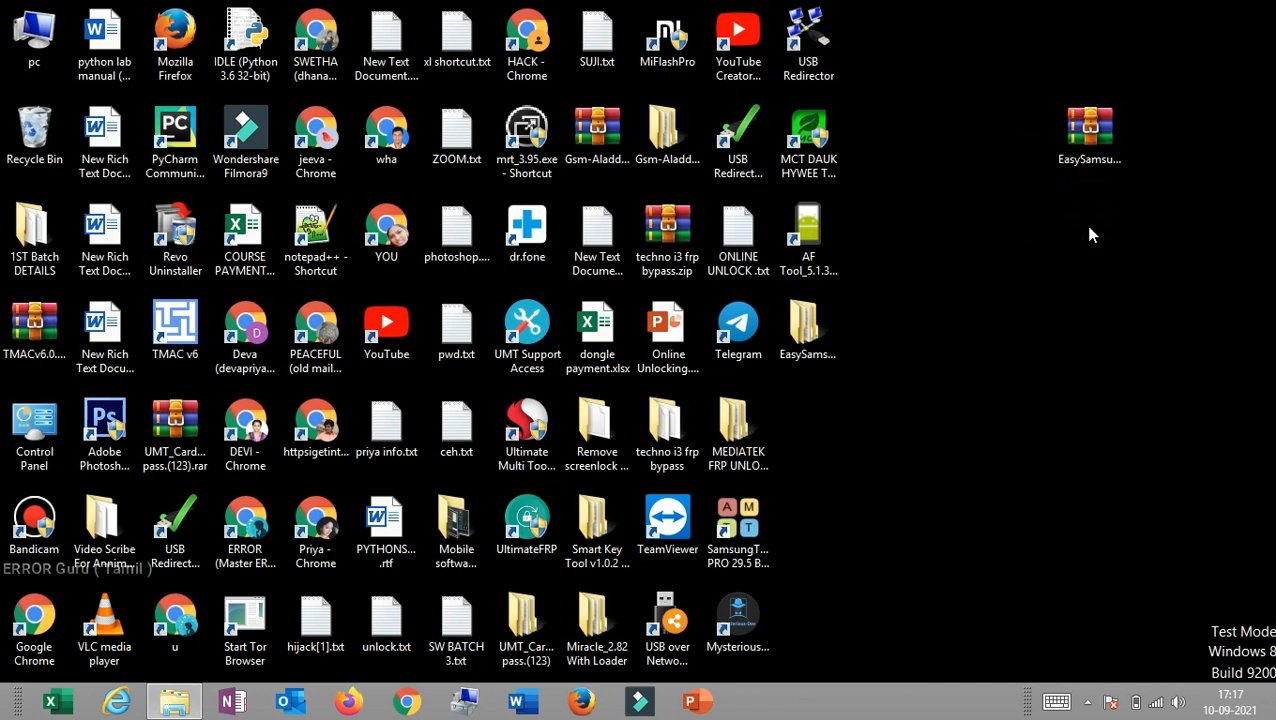 pc
python lab
manual (...
Mozilla
Firefox
IDLE (Python
3.6 32-bit)
SWETHA
(dhana...
New Text
Document....
xl shortcut.txt
HACK -
Chrome
SUJI.txt
MiFlashPro
YouTube
Creator...
USB
Redirector
Recycle Bin
New Rich
Text Doc...
PC
PyCharm
Communi...
Wondershare
Filmora9
jeeva -
Chrome
wha
ZOOM.txt
mrt_3.95.exe
- Shortcut
Gsm-Aladd...
Gsm-Aladd...
USB
Redirect...
MCT DAUK
HYWEE T...
EasySamsu...
1ST Batch
DETAILS
New Rich
Text Doc...
Revo
Uninstaller
COURSE
PAYMENT...
notepad++ -
Shortcut
YOU
photoshop....
dr.fone
New Text
Docume...
techno i3 frp
bypass.zip
ONLINE
UNLOCK .txt
AF
Tool_5.1.3...
TMACv6.0....
New Rich
Text Docu...
TMAC v6
D
Deva
(devapriya...
PEACEFUL
(old mail...
YouTube
pwd.txt
UMT Support
Access
dongle
payment.xlsx
Online
Unlocking....
Telegram
EasySams...
Control
Panel
Ps
Adobe
Photosh...
UMT_Card...
pass.(123).rar
DEVI -
Chrome
httpsigetint...
priya info.txt
ceh.txt
Ultimate
Multi Too...
Remove
screenlock ...
techno i3 frp
bypass
MEDIATEK
FRP UNLO...
Bandicam
Video Scribe
For Annim...
USB
Redirect...
ERROR
(Master ER...
Priya -
Chrome
PYTHONS...
.rtf
Mobile
softwa...
UltimateFRP
Smart Key
Tool v1.0.2 ...
TeamViewer
A M
T T
SamsungT...
PRO 29.5 B...
ERROR Guru ( Tamil )
Google
Chrome
VLC media
player
u
Start Tor
Browser
hijack[1].txt
unlock.txt
SW BATCH
3.txt
UMT_Car...
pass.(123)
Miracle_2.82
With Loader
USB over
Netwo...
Mysterious...
Test Mode
Windows 8
Build 9200
17:17
10-09-2021